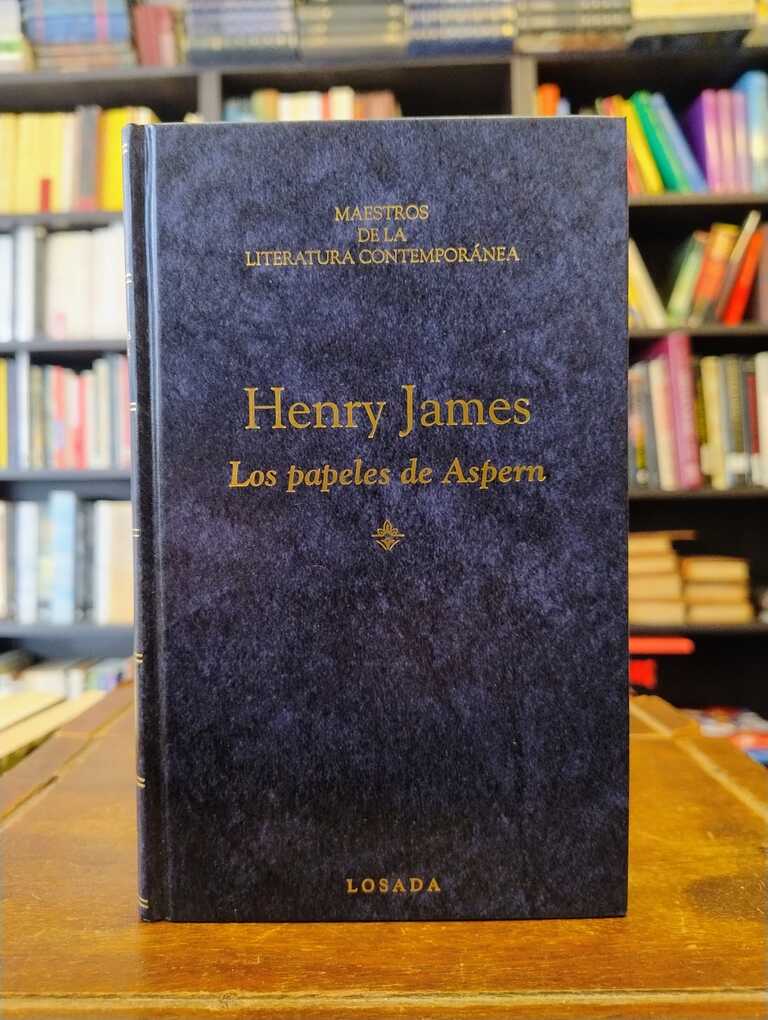 MAESTROS
DE LA
LITERATURA CONTEMPORÁNEA
Henry James
Los papeles de Aspern
LOSADA